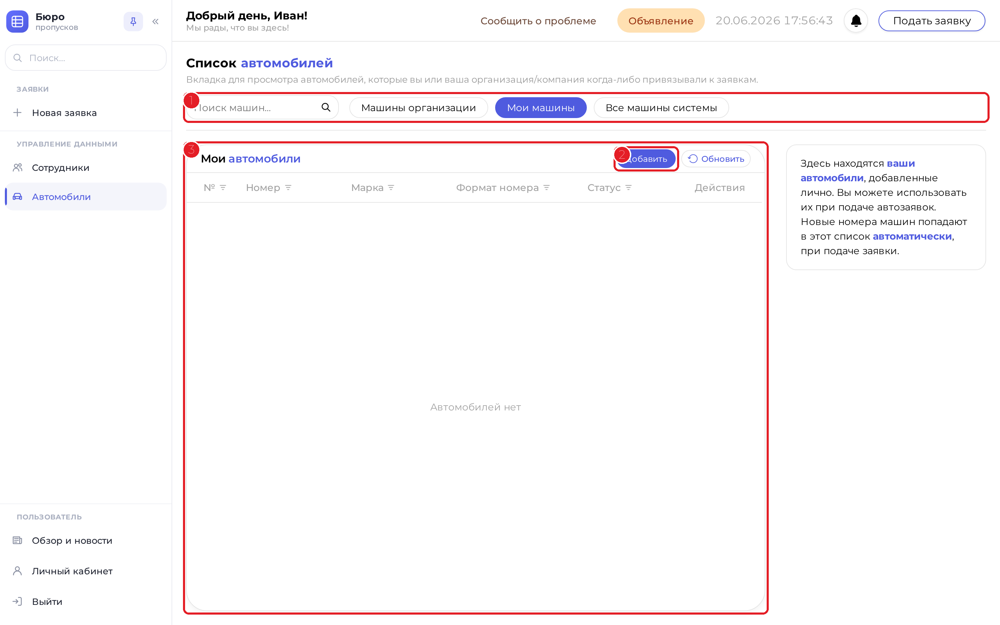 Бюро
пропусков
Поиск...
ЗАЯВКИ
Новая заявка
УПРАВЛЕНИЕ ДАННЫМИ
Сотрудники
Автомобили
ПОЛЬЗОВАТЕЛЬ
Обзор и новости
Личный кабинет
Выйти
Добрый день, Иван!
Мы рады, что вы здесь!
Сообщить о проблеме
Объявление
20.06.2026 17:56:43
Подать заявку
Список автомобилей
Вкладка для просмотра автомобилей, которые вы или ваша организация/компания когда-либо привязывали к заявкам.
1
Поиск машин...
Машины организации
Мои машины
Все машины системы
3
Мои автомобили
2
Добавить
Обновить
№
Номер
Марка
Формат номера
Статус
Действия
Автомобилей нет
Здесь находятся ваши
автомобили, добавленные
лично. Вы можете использовать
их при подаче автозаявок.
Новые номера машин попадают
в этот список автоматически,
при подаче заявки.